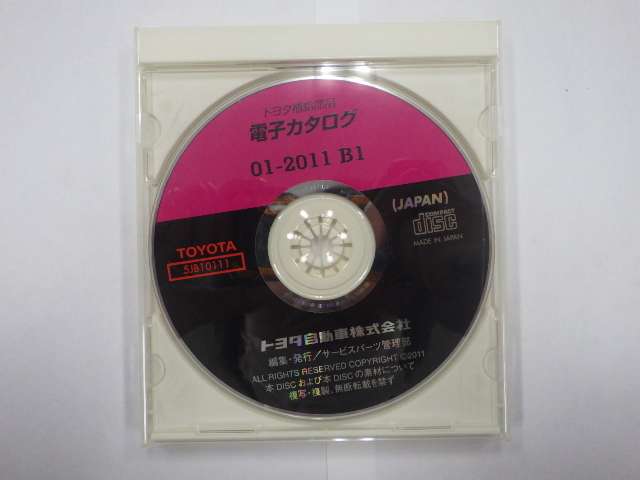 トヨタ補給部品
電子カタログ
01-2011 B1
(JAPAN)
COMPACT
disc
MADE IN JAPAN
TOYOTA
5JB10111
トヨタ自動車株式会社
編集・発行/サービスパーツ管理部
ALL RIGHTS RESERVED COPYRIGHT ©2011
本DISCおよび本DISCの素材について
複写・複製、無断転載を禁ず